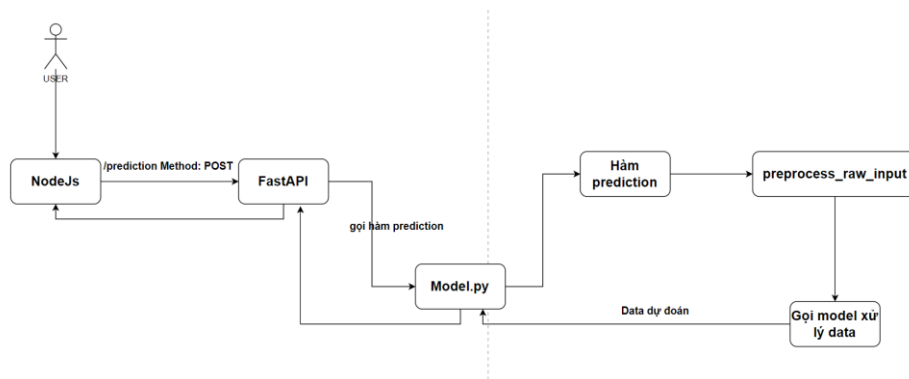 USER
NodeJs
/prediction Method: POST
FastAPI
gọi hàm prediction
Model.py
Hàm
prediction
preprocess_raw_input
Gọi model xử
lý data
Data dự đoán